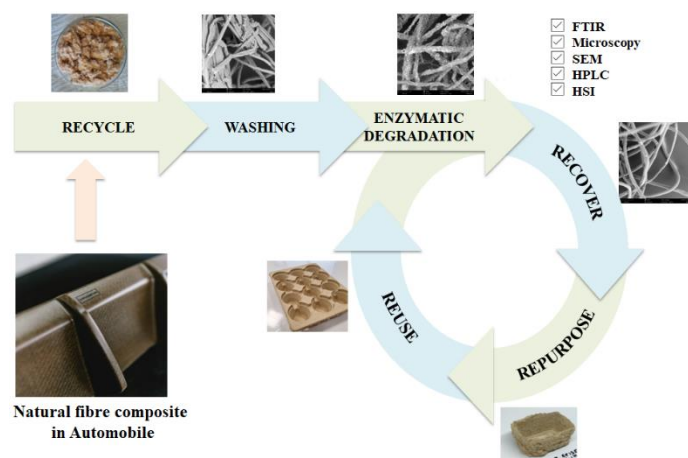 FTIR
Microscopy
SEM
HPLC
HSI
RECYCLE
WASHING
ENZYMATIC
DEGRADATION
RECOVER
REPURPOSE
REUSE
Natural fibre composite
in Automobile